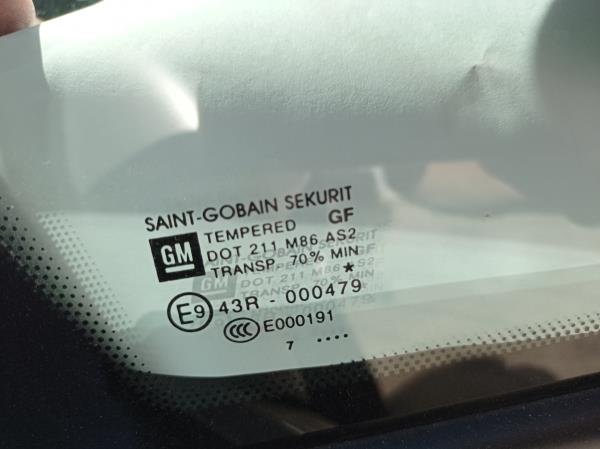 SAINT-GOBAIN SEKURIT
TEMPERED GF
GM DOT 211 M86 AS2
TRANSP. 70% MIN
*
E9 43R - 000479
CCC E000191
7 ....